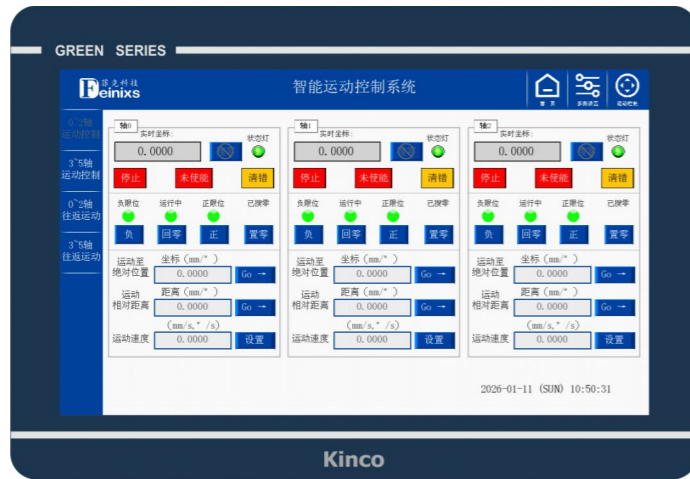 GREEN SERIES
菲克科技
Feinixs
智能运动控制系统
首页
参数设置
运动控制
0~2轴
运动控制
3~5轴
运动控制
0~2轴
往返运动
3~5轴
往返运动
轴0
实时坐标:
状态灯
0.0000
停止 未使能 清错
负限位 运行中 正限位 已搜零
负 回零 正 置零
运动至
绝对位置
坐标 (mm/°)
0.0000 Go →
运动
相对距离
距离 (mm/°)
0.0000 Go →
(mm/s,°/s)
运动速度 0.0000 设置
轴1
实时坐标:
状态灯
0.0000
停止 未使能 清错
负限位 运行中 正限位 已搜零
负 回零 正 置零
运动至
绝对位置
坐标 (mm/°)
0.0000 Go →
运动
相对距离
距离 (mm/°)
0.0000 Go →
(mm/s,°/s)
运动速度 0.0000 设置
轴2
实时坐标:
状态灯
0.0000
停止 未使能 清错
负限位 运行中 正限位 已搜零
负 回零 正 置零
运动至
绝对位置
坐标 (mm/°)
0.0000 Go →
运动
相对距离
距离 (mm/°)
0.0000 Go →
(mm/s,°/s)
运动速度 0.0000 设置
2026-01-11 (SUN) 10:50:31
Kinco